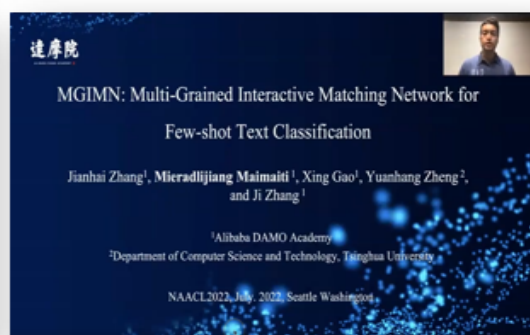 達摩院
MGIMN: Multi-Grained Interactive Matching Network for
Few-shot Text Classification
Jianhai Zhang¹, Mieradlijiang Maimaiti¹, Xing Gao¹, Yuanhang Zheng²,
and Ji Zhang¹
¹Alibaba DAMO Academy
²Department of Computer Science and Technology, Tsinghua University
NAACL2022, July. 2022, Seattle Washington